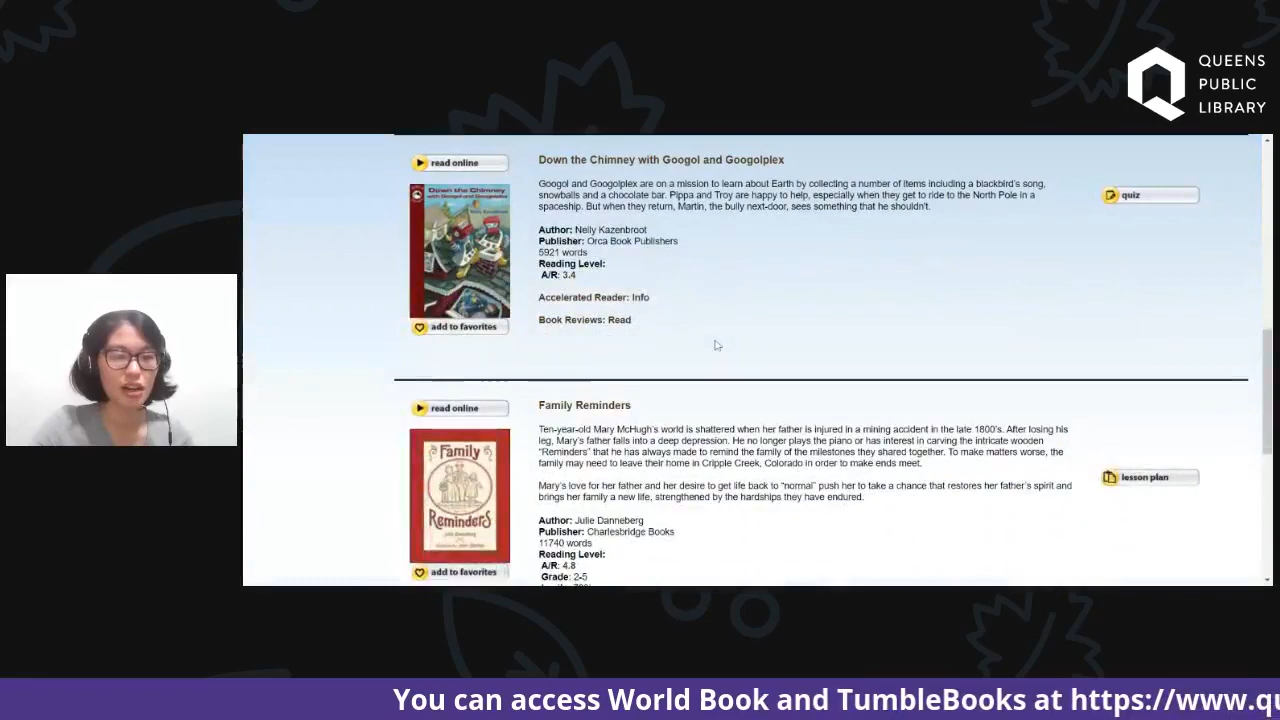 QUEENS
PUBLIC
LIBRARY
read online
Down the Chimney with Googol and Googolplex
Googol and Googolplex are on a mission to learn about Earth by collecting a number of items including a blackbird's song,
snowballs and a chocolate bar. Pippa and Troy are happy to help, especially when they get to ride to the North Pole in a
spaceship. But when they return, Martin, the bully next-door, sees something that he shouldn't.
quiz
Down the Chimney
with Googol and Googolplex
Author: Nelly Kazenbroot
Publisher: Orca Book Publishers
5921 words
Reading Level:
A/R: 3.4
Accelerated Reader: Info
Book Reviews: Read
add to favorites
read online
Family Reminders
Ten-year-old Mary McHugh's world is shattered when her father is injured in a mining accident in the late 1800's. After losing his
leg, Mary's father falls into a deep depression. He no longer plays the piano or has interest in carving the intricate wooden
"Reminders" that he has always made to remind the family of the milestones they shared together. To make matters worse, the
family may need to leave their home in Cripple Creek, Colorado in order to make ends meet.
Mary's love for her father and her desire to get life back to "normal" push her to take a chance that restores her father's spirit and
brings her family a new life, strengthened by the hardships they have endured.
lesson plan
Family
Reminders
Author: Julie Danneberg
Publisher: Charlesbridge Books
11740 words
Reading Level:
A/R: 4.8
Grade: 2-5
add to favorites
You can access World Book and TumbleBooks at https://www.qu